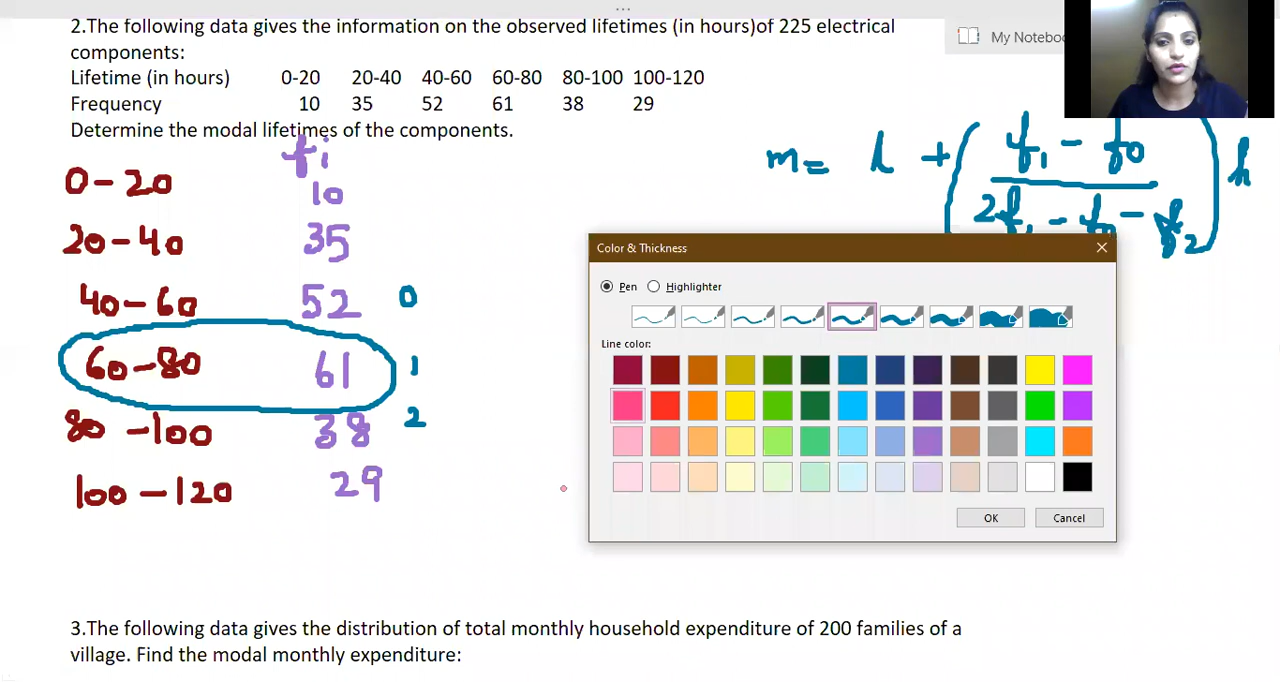 ...
2.The following data gives the information on the observed lifetimes (in hours)of 225 electrical
components:
Lifetime (in hours) 0-20 20-40 40-60 60-80 80-100 100-120
Frequency 10 35 52 61 38 29
Determine the modal lifetimes of the components.
My Notebo
fi
0-20 10
20-40 35
40-60 52 0
60-80 61 1
80-100 38 2
100-120 29
m = l + (f1 - f0 / 2f1 - f0 - f2) h
Color & Thickness
Pen Highlighter
Line color:
OK Cancel
3.The following data gives the distribution of total monthly household expenditure of 200 families of a
village. Find the modal monthly expenditure: